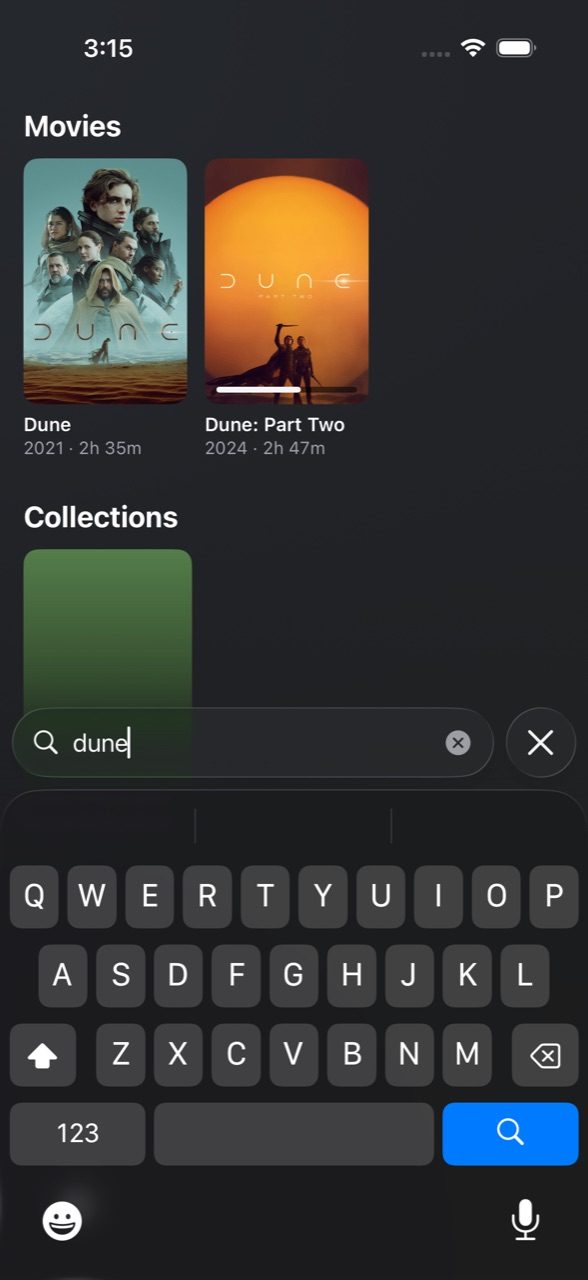 3:15
Movies
DUNE
DUNE
PART TWO
Dune
Dune: Part Two
2021 · 2h 35m
2024 · 2h 47m
Collections
dune
Q W E R T Y U I O P
A S D F G H J K L
Z X C V B N M
123